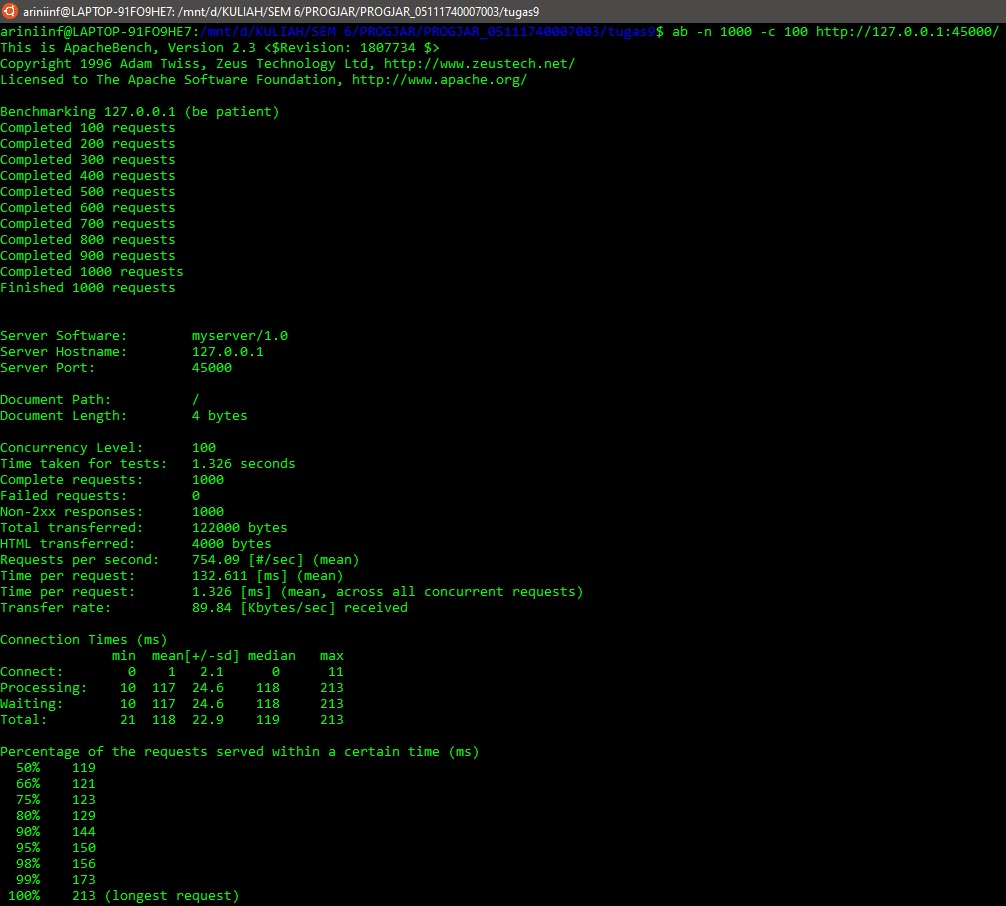 ariniinf@LAPTOP-91FO9HE7: /mnt/d/KULIAH/SEM 6/PROGJAR/PROGJAR_05111740007003/tugas9
ariniinf@LAPTOP-91FO9HE7:/mnt/d/KULIAH/SEM 6/PROGJAR/PROGJAR_05111740007003/tugas9$ ab -n 1000 -c 100 http://127.0.0.1:45000/
This is ApacheBench, Version 2.3 <$Revision: 1807734 $>
Copyright 1996 Adam Twiss, Zeus Technology Ltd, http://www.zeustech.net/
Licensed to The Apache Software Foundation, http://www.apache.org/

Benchmarking 127.0.0.1 (be patient)
Completed 100 requests
Completed 200 requests
Completed 300 requests
Completed 400 requests
Completed 500 requests
Completed 600 requests
Completed 700 requests
Completed 800 requests
Completed 900 requests
Completed 1000 requests
Finished 1000 requests


Server Software:        myserver/1.0
Server Hostname:        127.0.0.1
Server Port:            45000

Document Path:          /
Document Length:        4 bytes

Concurrency Level:      100
Time taken for tests:   1.326 seconds
Complete requests:      1000
Failed requests:        0
Non-2xx responses:      1000
Total transferred:      122000 bytes
HTML transferred:       4000 bytes
Requests per second:    754.09 [#/sec] (mean)
Time per request:       132.611 [ms] (mean)
Time per request:       1.326 [ms] (mean, across all concurrent requests)
Transfer rate:          89.84 [Kbytes/sec] received

Connection Times (ms)
              min  mean[+/-sd] median   max
Connect:        0    1   2.1      0      11
Processing:    10  117  24.6    118     213
Waiting:       10  117  24.6    118     213
Total:         21  118  22.9    119     213

Percentage of the requests served within a certain time (ms)
  50%    119
  66%    121
  75%    123
  80%    129
  90%    144
  95%    150
  98%    156
  99%    173
 100%    213 (longest request)